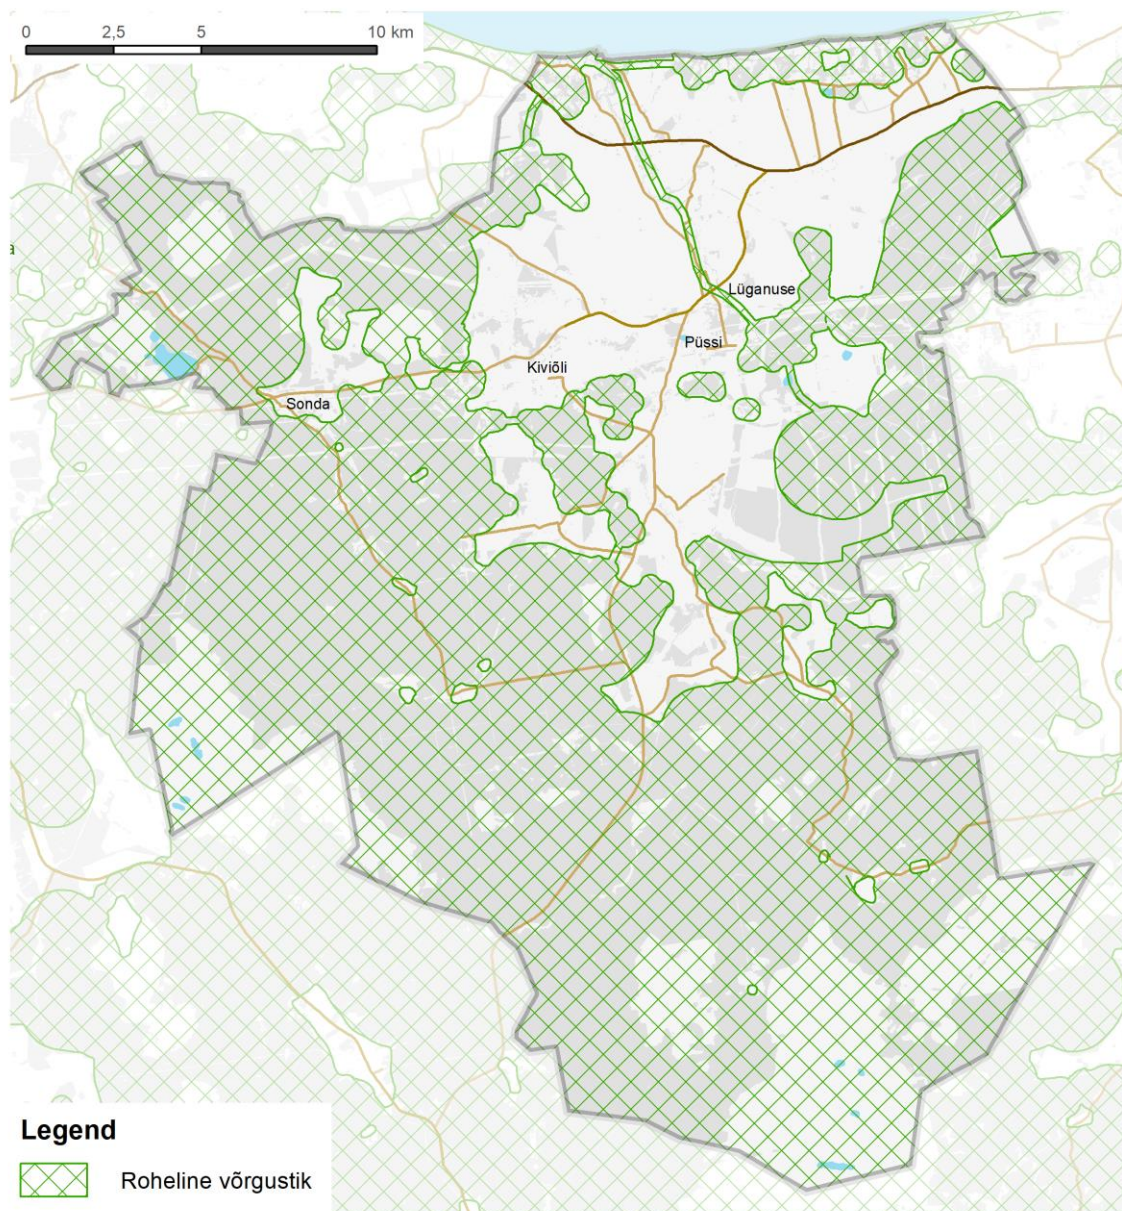 0 2,5 5 10 km
a
Lüganuse
Püssi
Kiviõli
Sonda
Legend
Roheline võrgustik